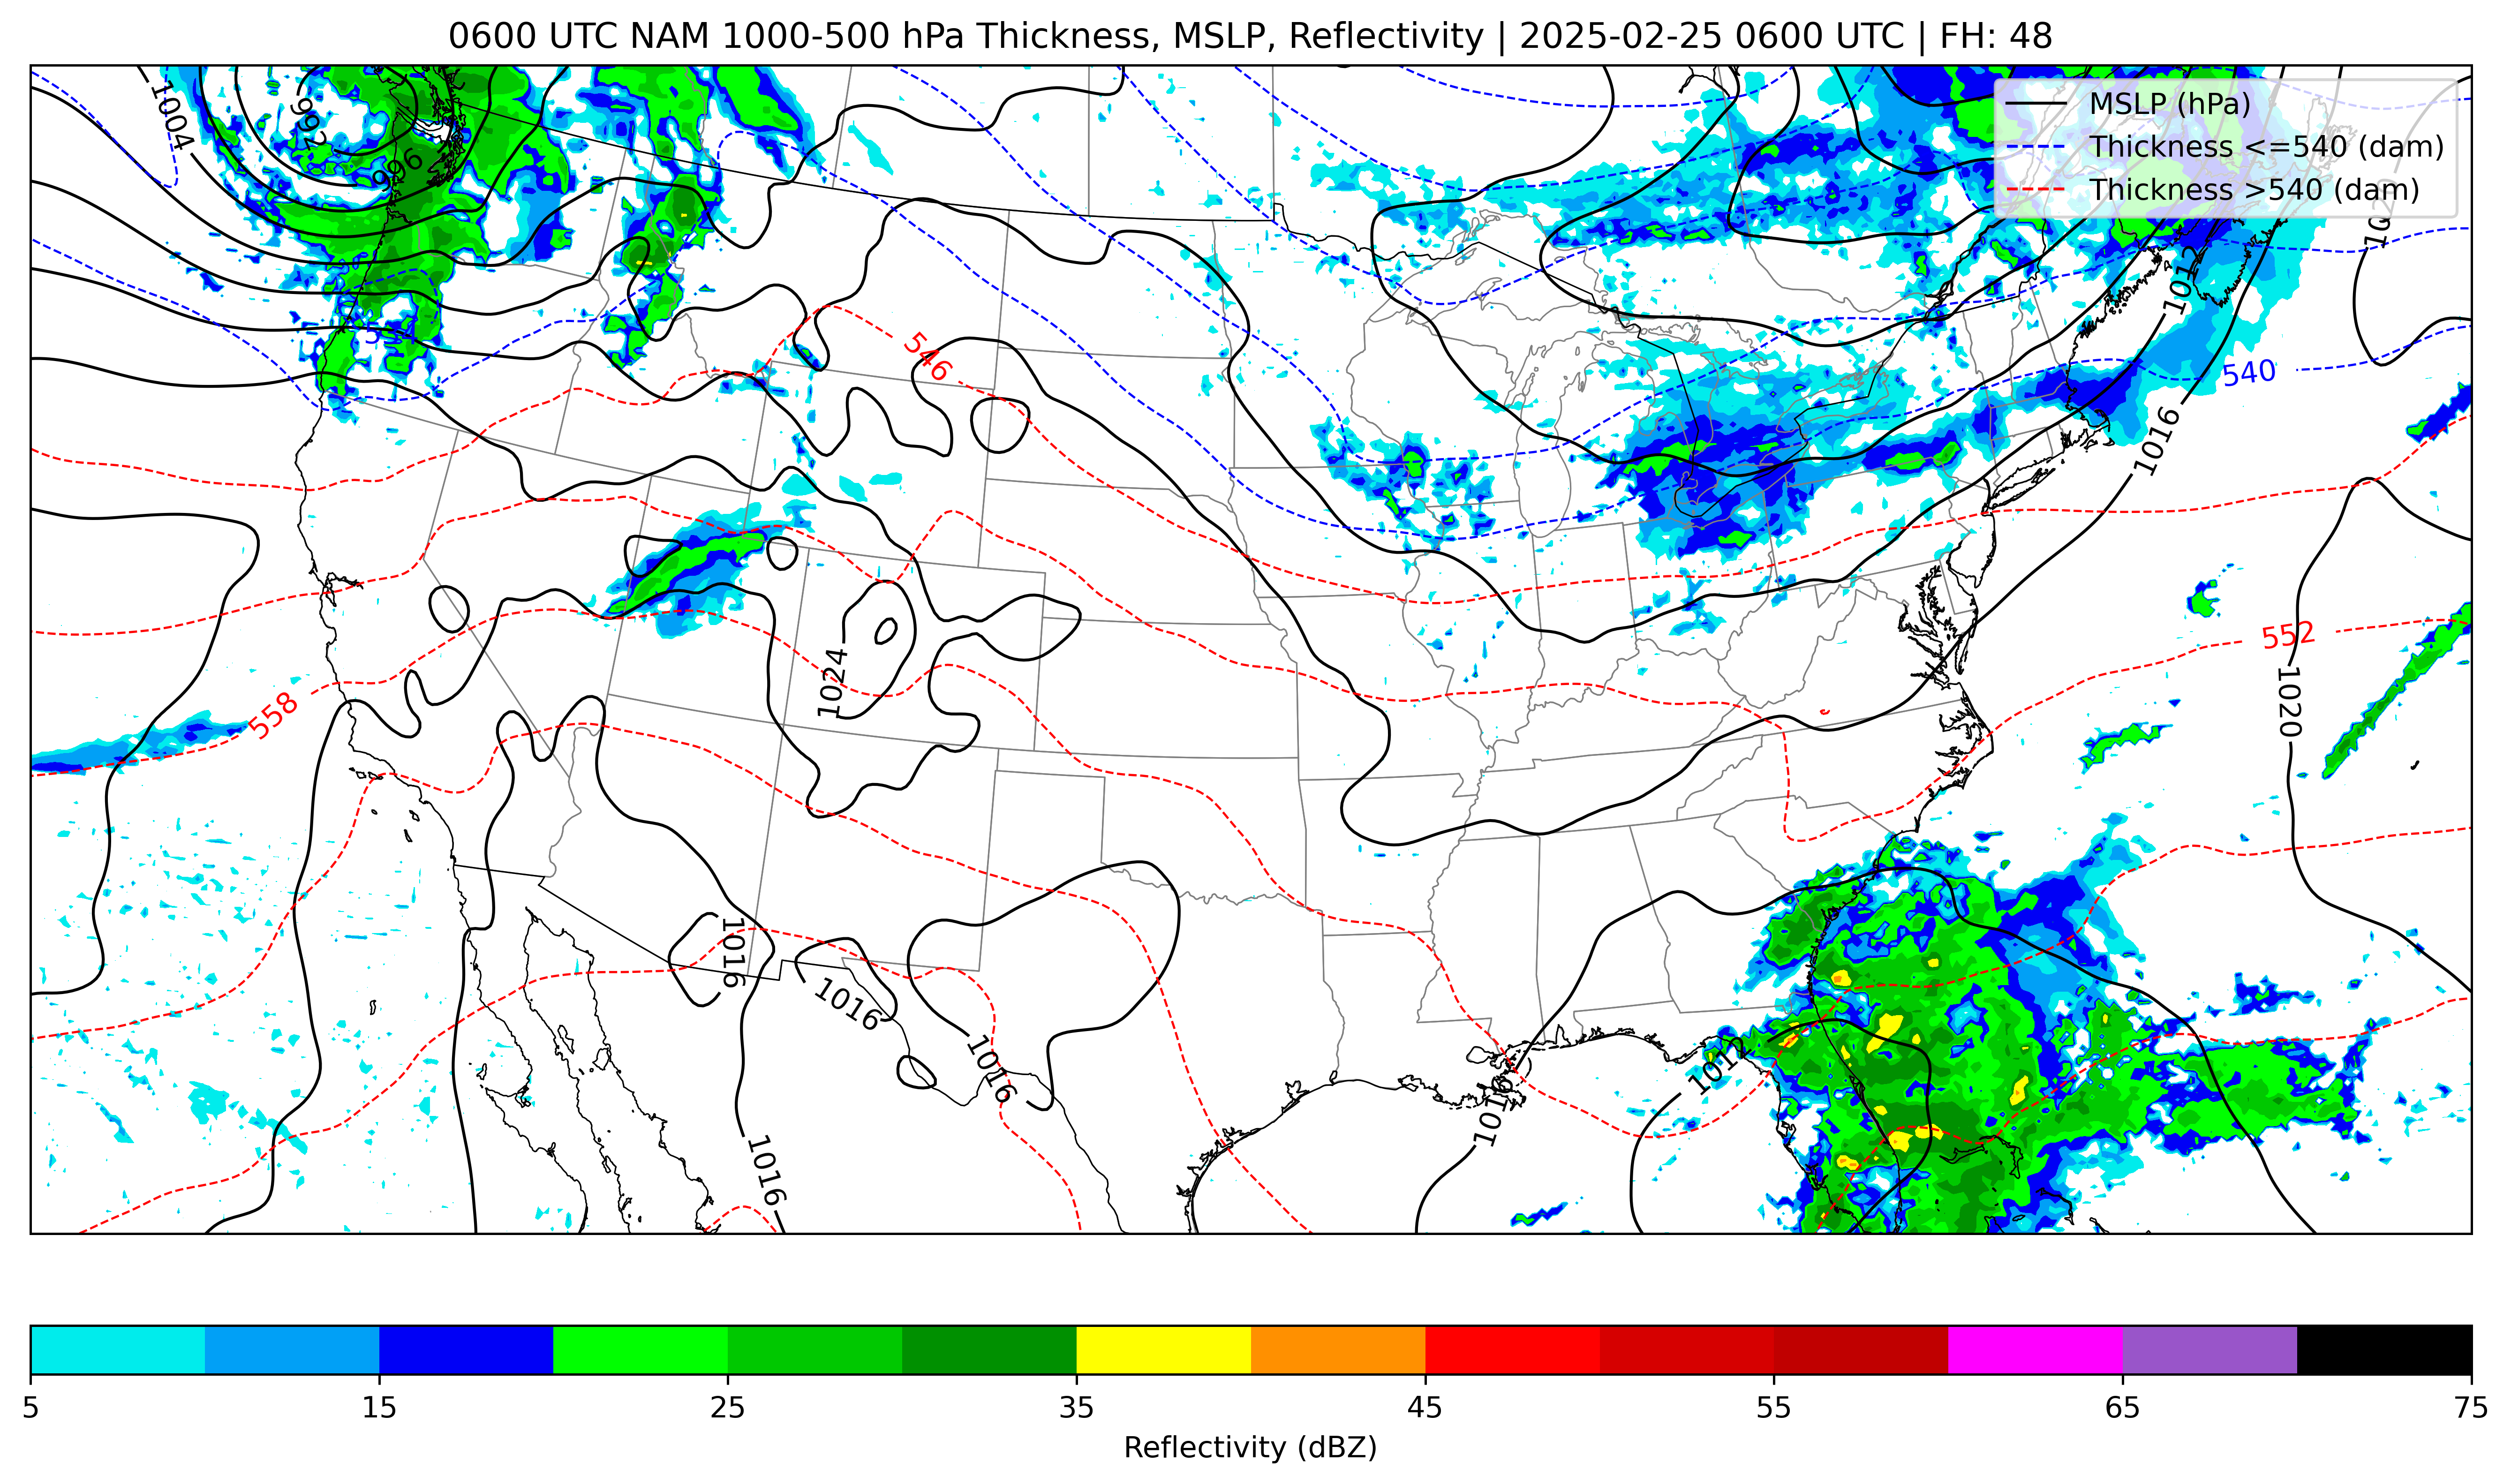 0600 UTC NAM 1000-500 hPa Thickness, MSLP, Reflectivity | 2025-02-25 0600 UTC | FH: 48
MSLP (hPa)
Thickness <=540 (dam)
Thickness >540 (dam)
1004
992
996
1012
546
540
1016
558
1024
552
1020
1016
1016
1016
1012
1016
1016
5 15 25 35 45 55 65 75
Reflectivity (dBZ)